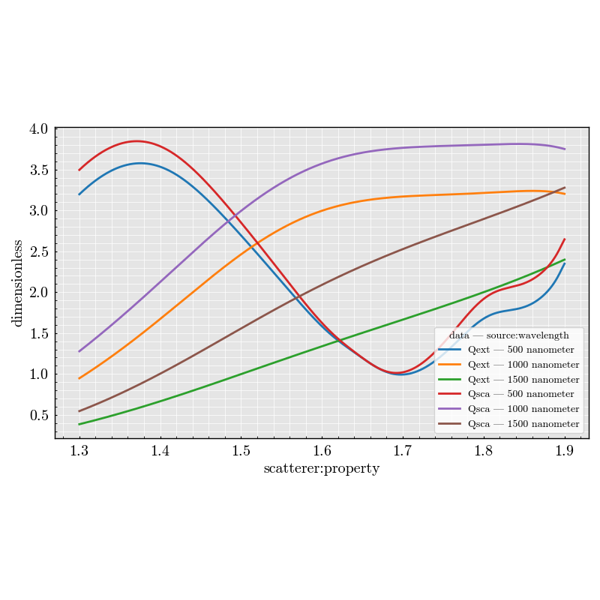 4.0
3.5
3.0
2.5
2.0
1.5
1.0
0.5
dimensionless
1.3 1.4 1.5 1.6 1.7 1.8 1.9
scatterer:property
data — source:wavelength
Qext — 500 nanometer
Qext — 1000 nanometer
Qext — 1500 nanometer
Qsca — 500 nanometer
Qsca — 1000 nanometer
Qsca — 1500 nanometer